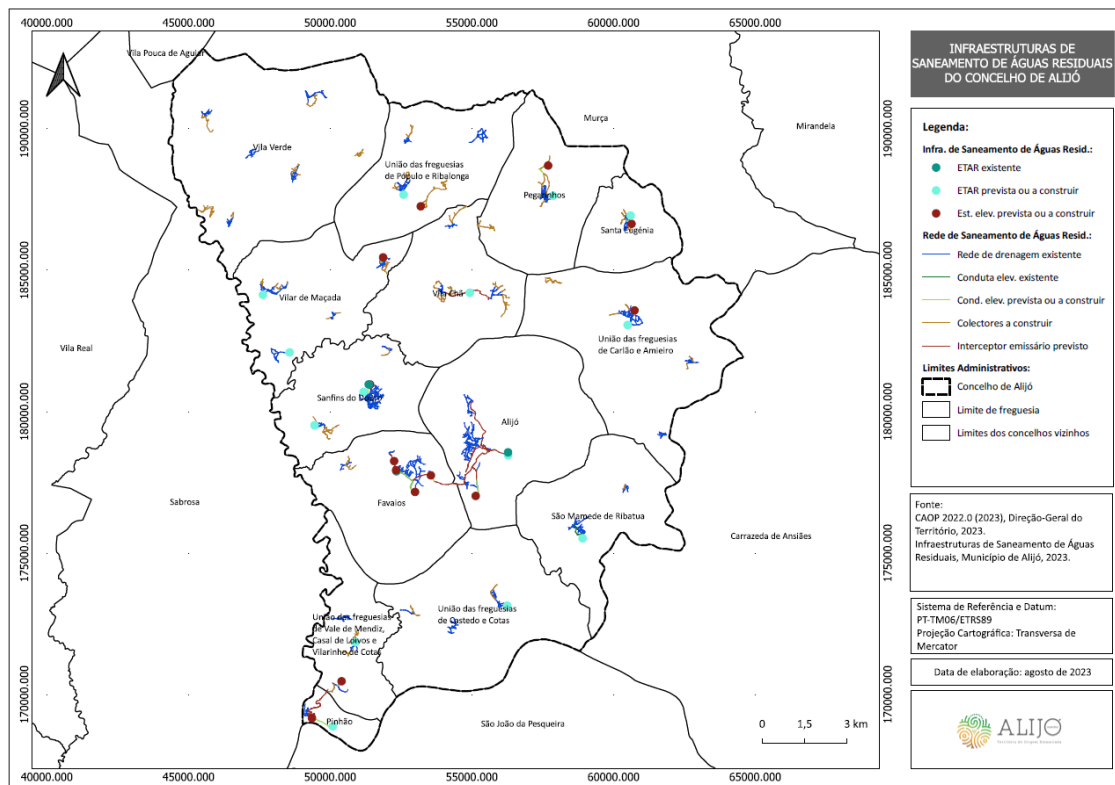 40000.000 45000.000 50000.000 55000.000 60000.000 65000.000
190000.000
185000.000
180000.000
175000.000
170000.000
Vila Pouca de Aguiar
Murça
Mirandela
Vila Verde
União das freguesias
de Pópulo e Ribalonga
Pegarinhos
Santa Eugénia
Vilar de Maçada
Vila Chã
União das freguesias
de Carlão e Amieiro
Vila Real
Sanfins do Douro
Alijó
Sabrosa
Favaios
São Mamede de Ribatua
Carrazeda de Ansiães
União das freguesias
de Castedo e Cotas
União das freguesias
de Vale de Mendiz,
Casal de Loivos e
Vilarinho de Cotas
Pinhão
São João da Pesqueira
0 1,5 3 km
190000.000
185000.000
180000.000
175000.000
170000.000
40000.000 45000.000 50000.000 55000.000 60000.000 65000.000
INFRAESTRUTURAS DE
SANEAMENTO DE ÁGUAS RESIDUAIS
DO CONCELHO DE ALIJÓ
Legenda:
Infra. de Saneamento de Águas Resid.:
ETAR existente
ETAR prevista ou a construir
Est. elev. prevista ou a construir
Rede de Saneamento de Águas Resid.:
Rede de drenagem existente
Conduta elev. existente
Cond. elev. prevista ou a construir
Colectores a construir
Interceptor emissário previsto
Limites Administrativos:
Concelho de Alijó
Limite de freguesia
Limites dos concelhos vizinhos
Fonte:
CAOP 2022.0 (2023), Direção-Geral do
Território, 2023.
Infraestruturas de Saneamento de Águas
Residuais, Município de Alijó, 2023.
Sistema de Referência e Datum:
PT-TM06/ETRS89
Projeção Cartográfica: Transversa de
Mercator
Data de elaboração: agosto de 2023
ALIJÓ